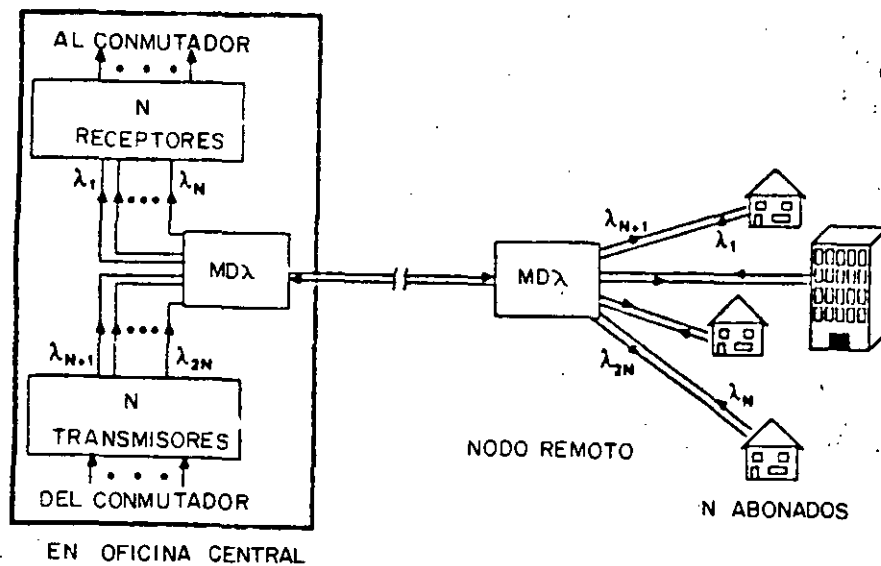 AL CONMUTADOR
N
RECEPTORES
λ1
λN
MDλ
λN+1
λ2N
N
TRANSMISORES
DEL CONMUTADOR
EN OFICINA CENTRAL
MDλ
λN+1
λ1
λ2N
λN
NODO REMOTO
N ABONADOS